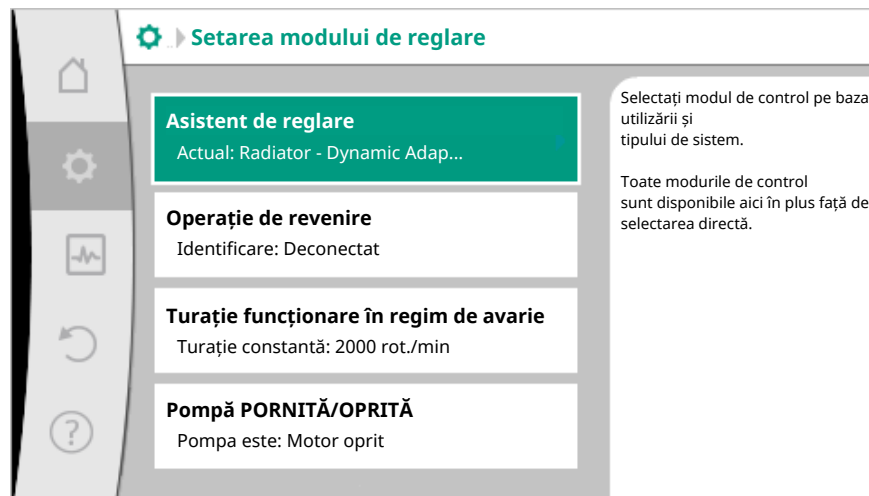 Setarea modului de reglare
Asistent de reglare
Actual: Radiator - Dynamic Adap...
Operație de revenire
Identificare: Deconectat
Turație funcționare în regim de avarie
Turație constantă: 2000 rot./min
Pompă PORNITĂ/OPRITĂ
Pompa este: Motor oprit
Selectați modul de control pe baza
utilizării și
tipului de sistem.
Toate modurile de control
sunt disponibile aici în plus față de
selectarea directă.
?